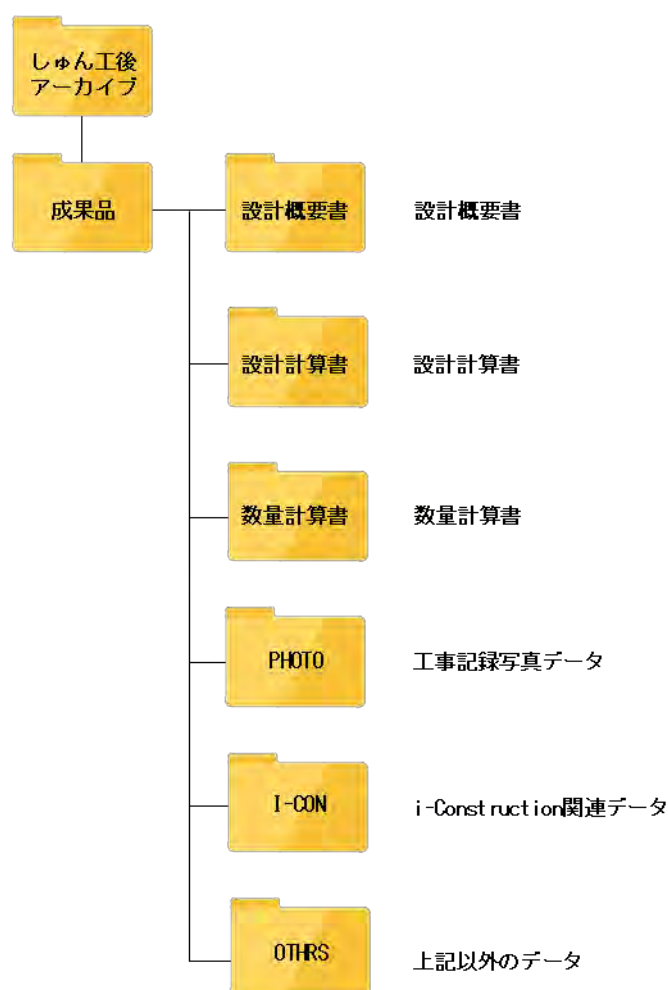 しゅん工後
アーカイブ
成果品
設計概要書 設計概要書
設計計算書 設計計算書
数量計算書 数量計算書
PHOTO 工事記録写真データ
I-CON i-Construction関連データ
OTHRS 上記以外のデータ